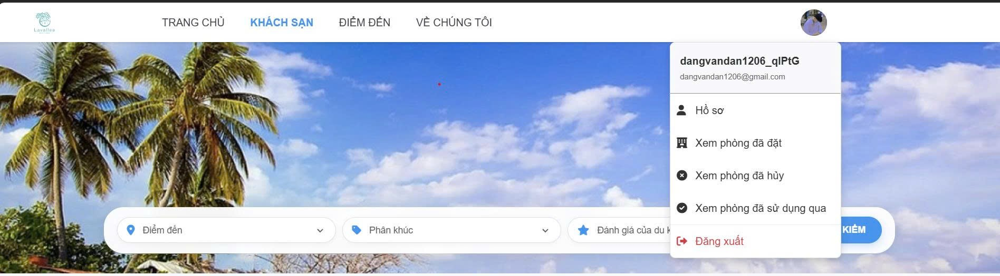 Lavallee
TRANG CHỦ
KHÁCH SẠN
ĐIỂM ĐẾN
VỀ CHÚNG TÔI
dangvandan1206_qlPtG
dangvandan1206@gmail.com
Hồ sơ
Xem phòng đã đặt
Xem phòng đã hủy
Xem phòng đã sử dụng qua
Đăng xuất
Điểm đến
Phân khúc
Đánh giá của du k
KIẾM